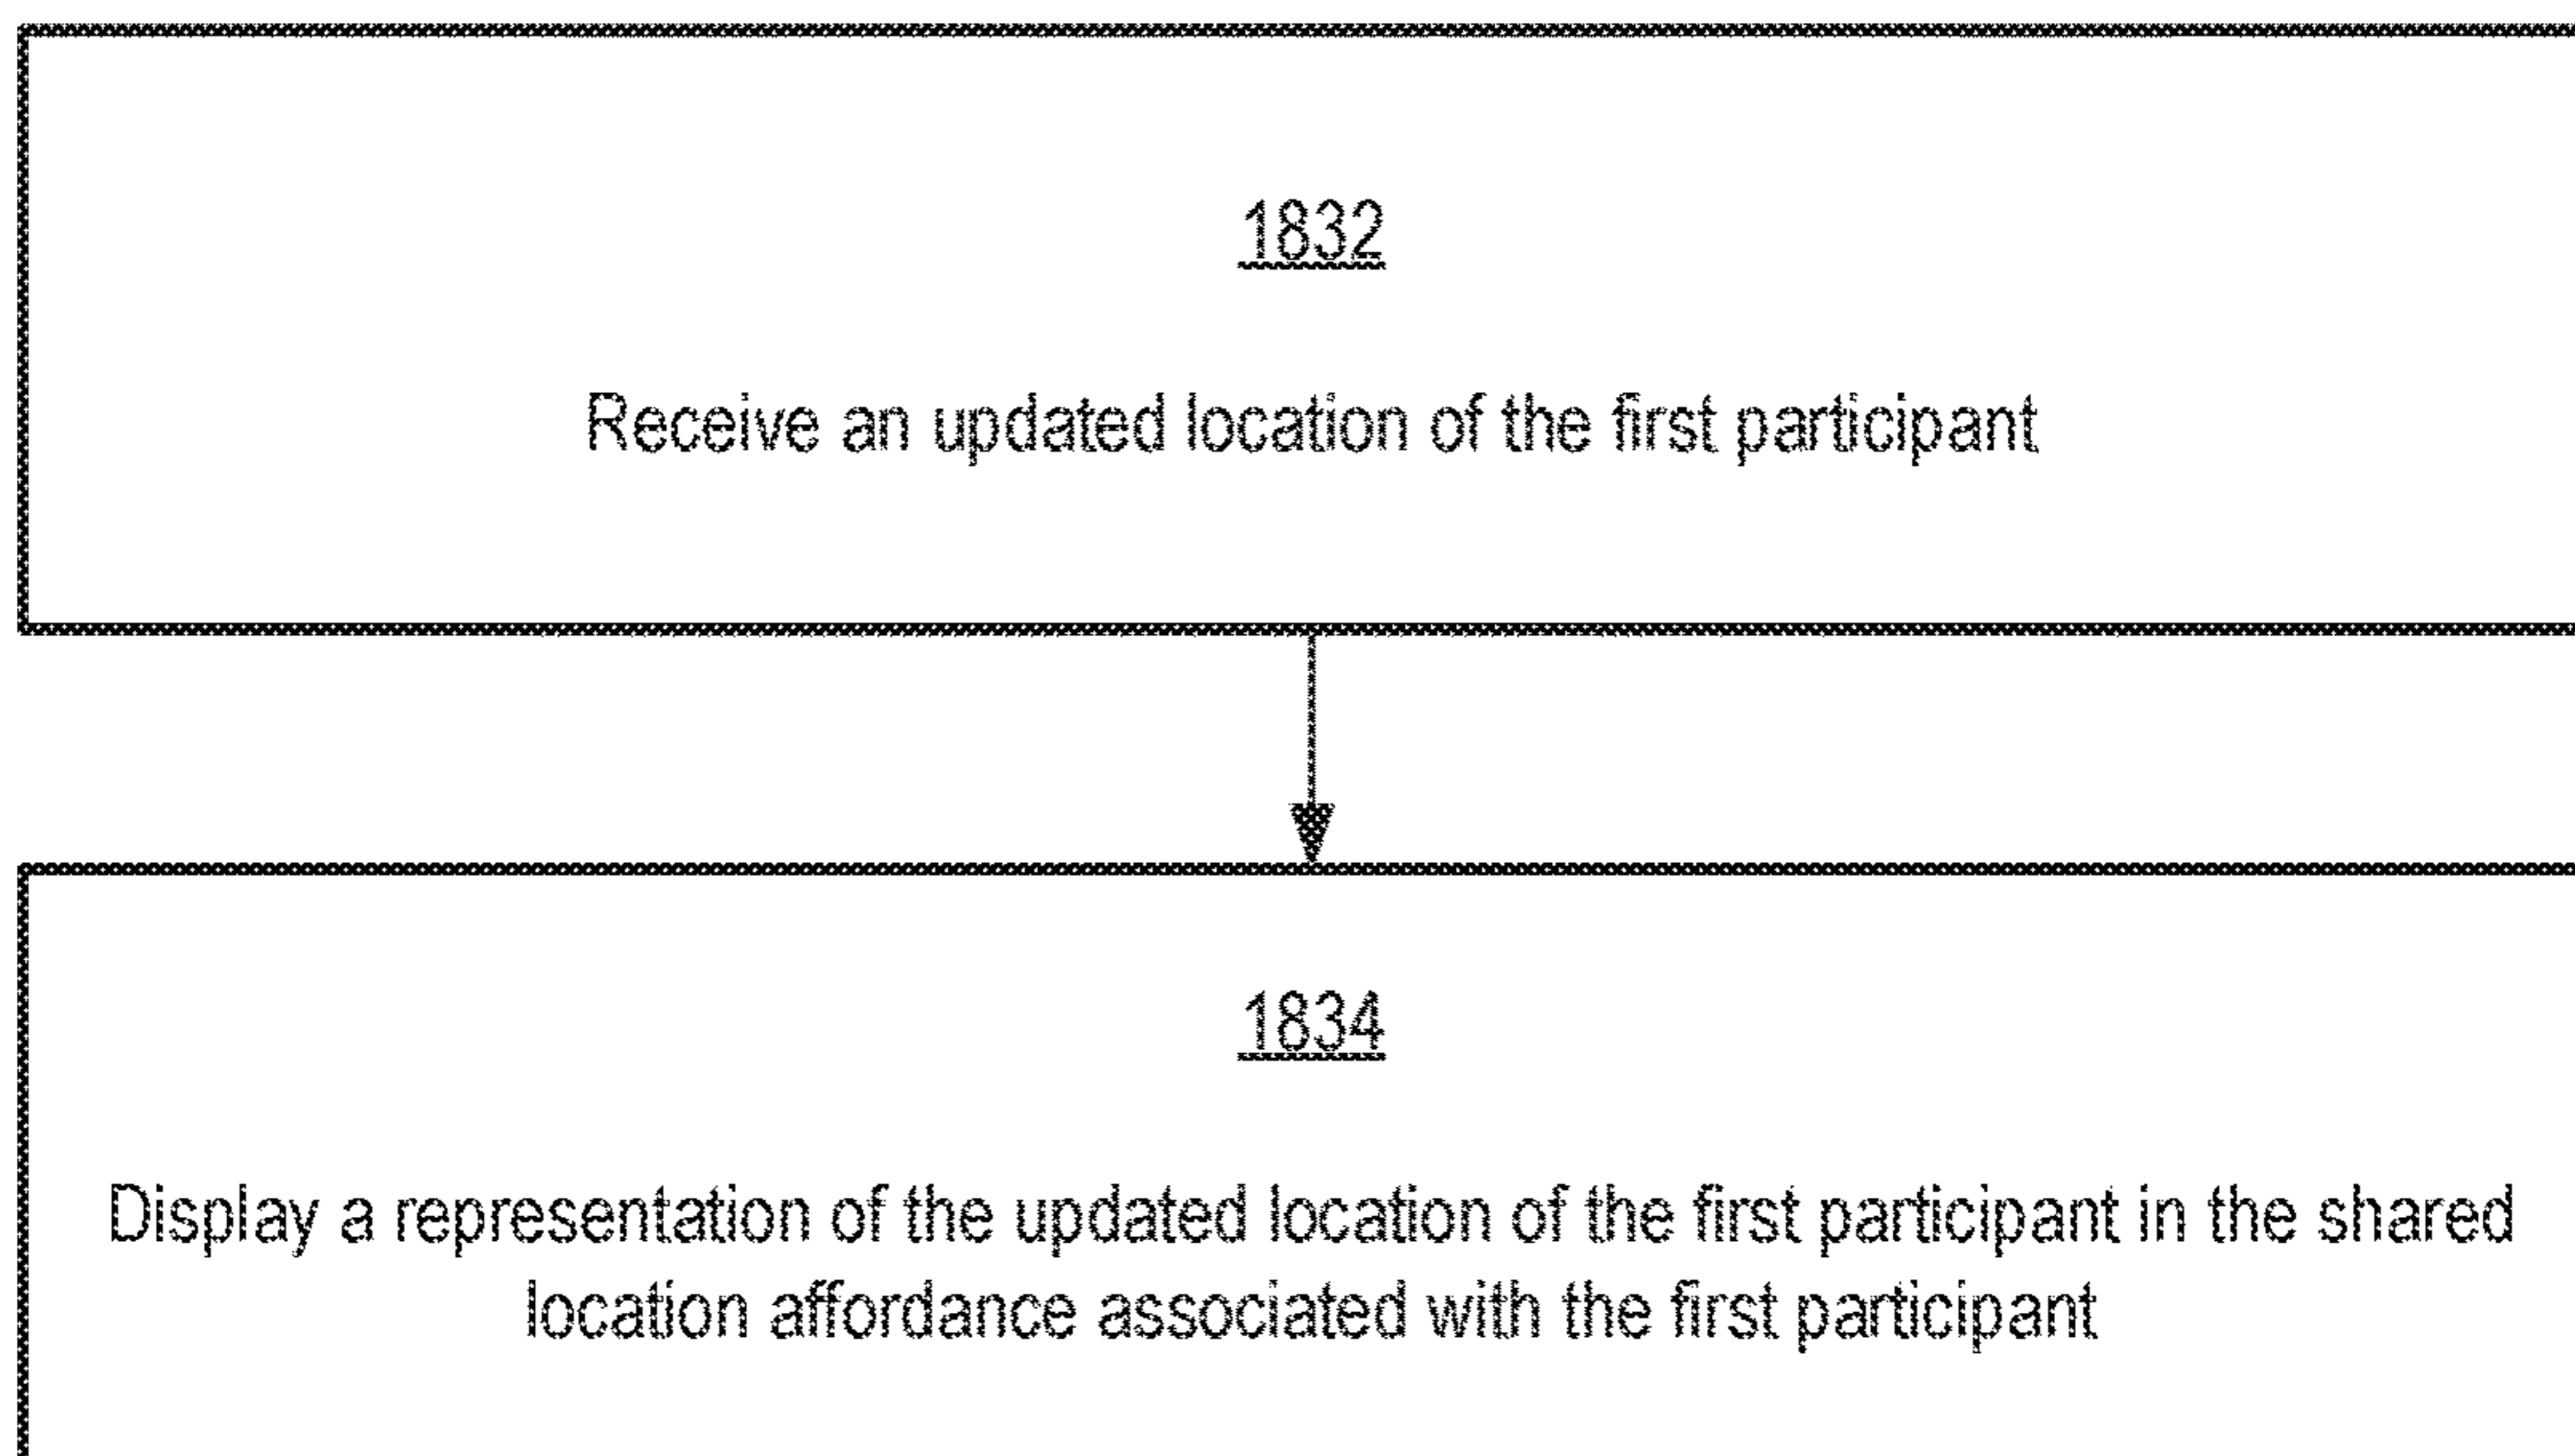 1832
Receive an updated location of the first participant
1834
Display a representation of the updated location of the first participant in the shared
location affordance associated with the first participant